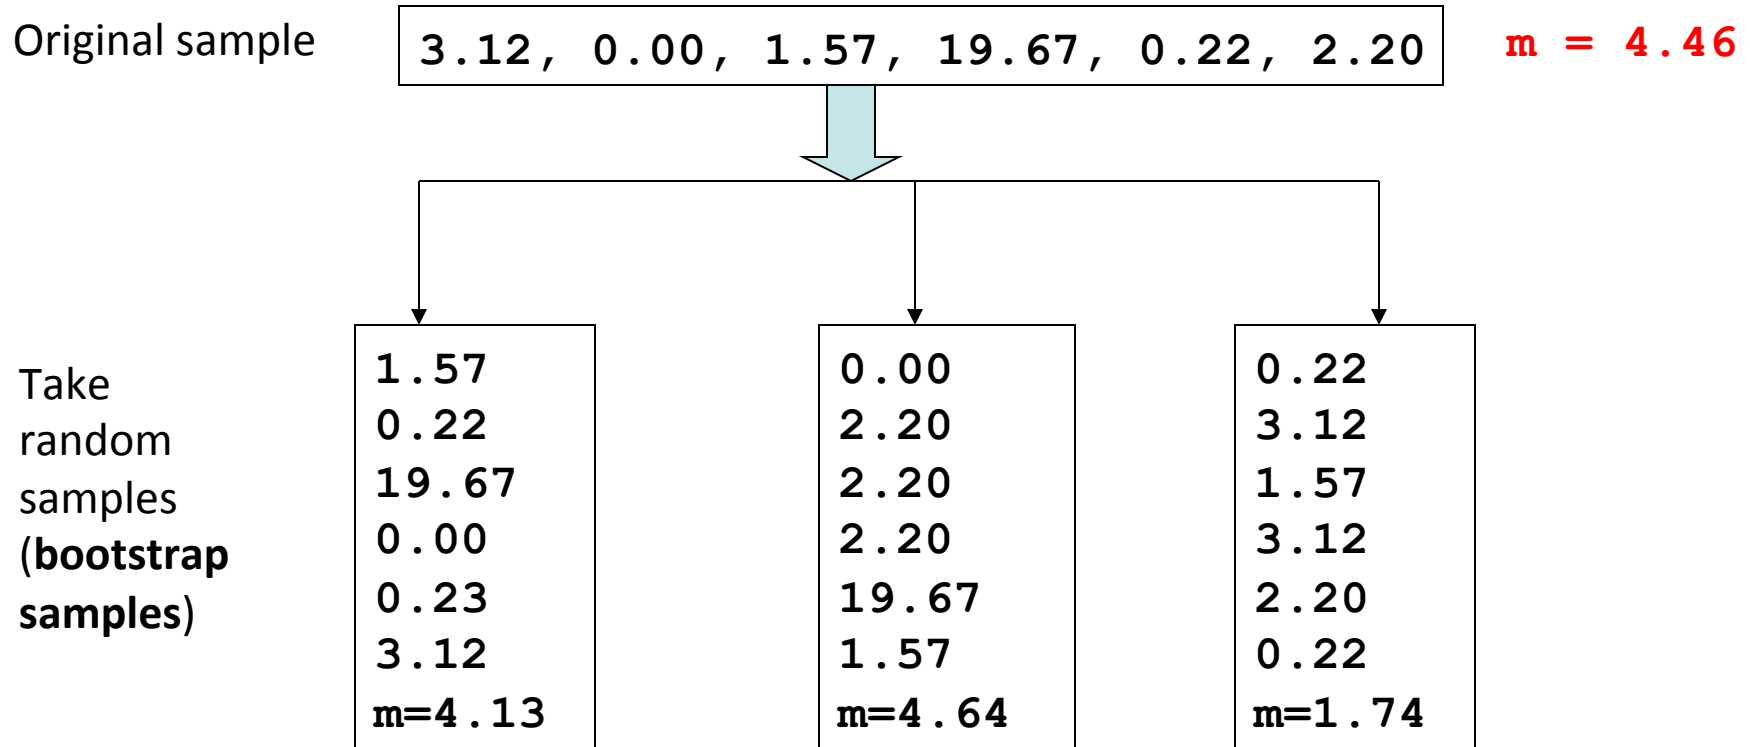 Original sample
3.12, 0.00, 1.57, 19.67, 0.22, 2.20
m = 4.46
Take
random
samples
(bootstrap
samples)
1.57
0.22
19.67
0.00
0.23
3.12
m=4.13
0.00
2.20
2.20
2.20
19.67
1.57
m=4.64
0.22
3.12
1.57
3.12
2.20
0.22
m=1.74